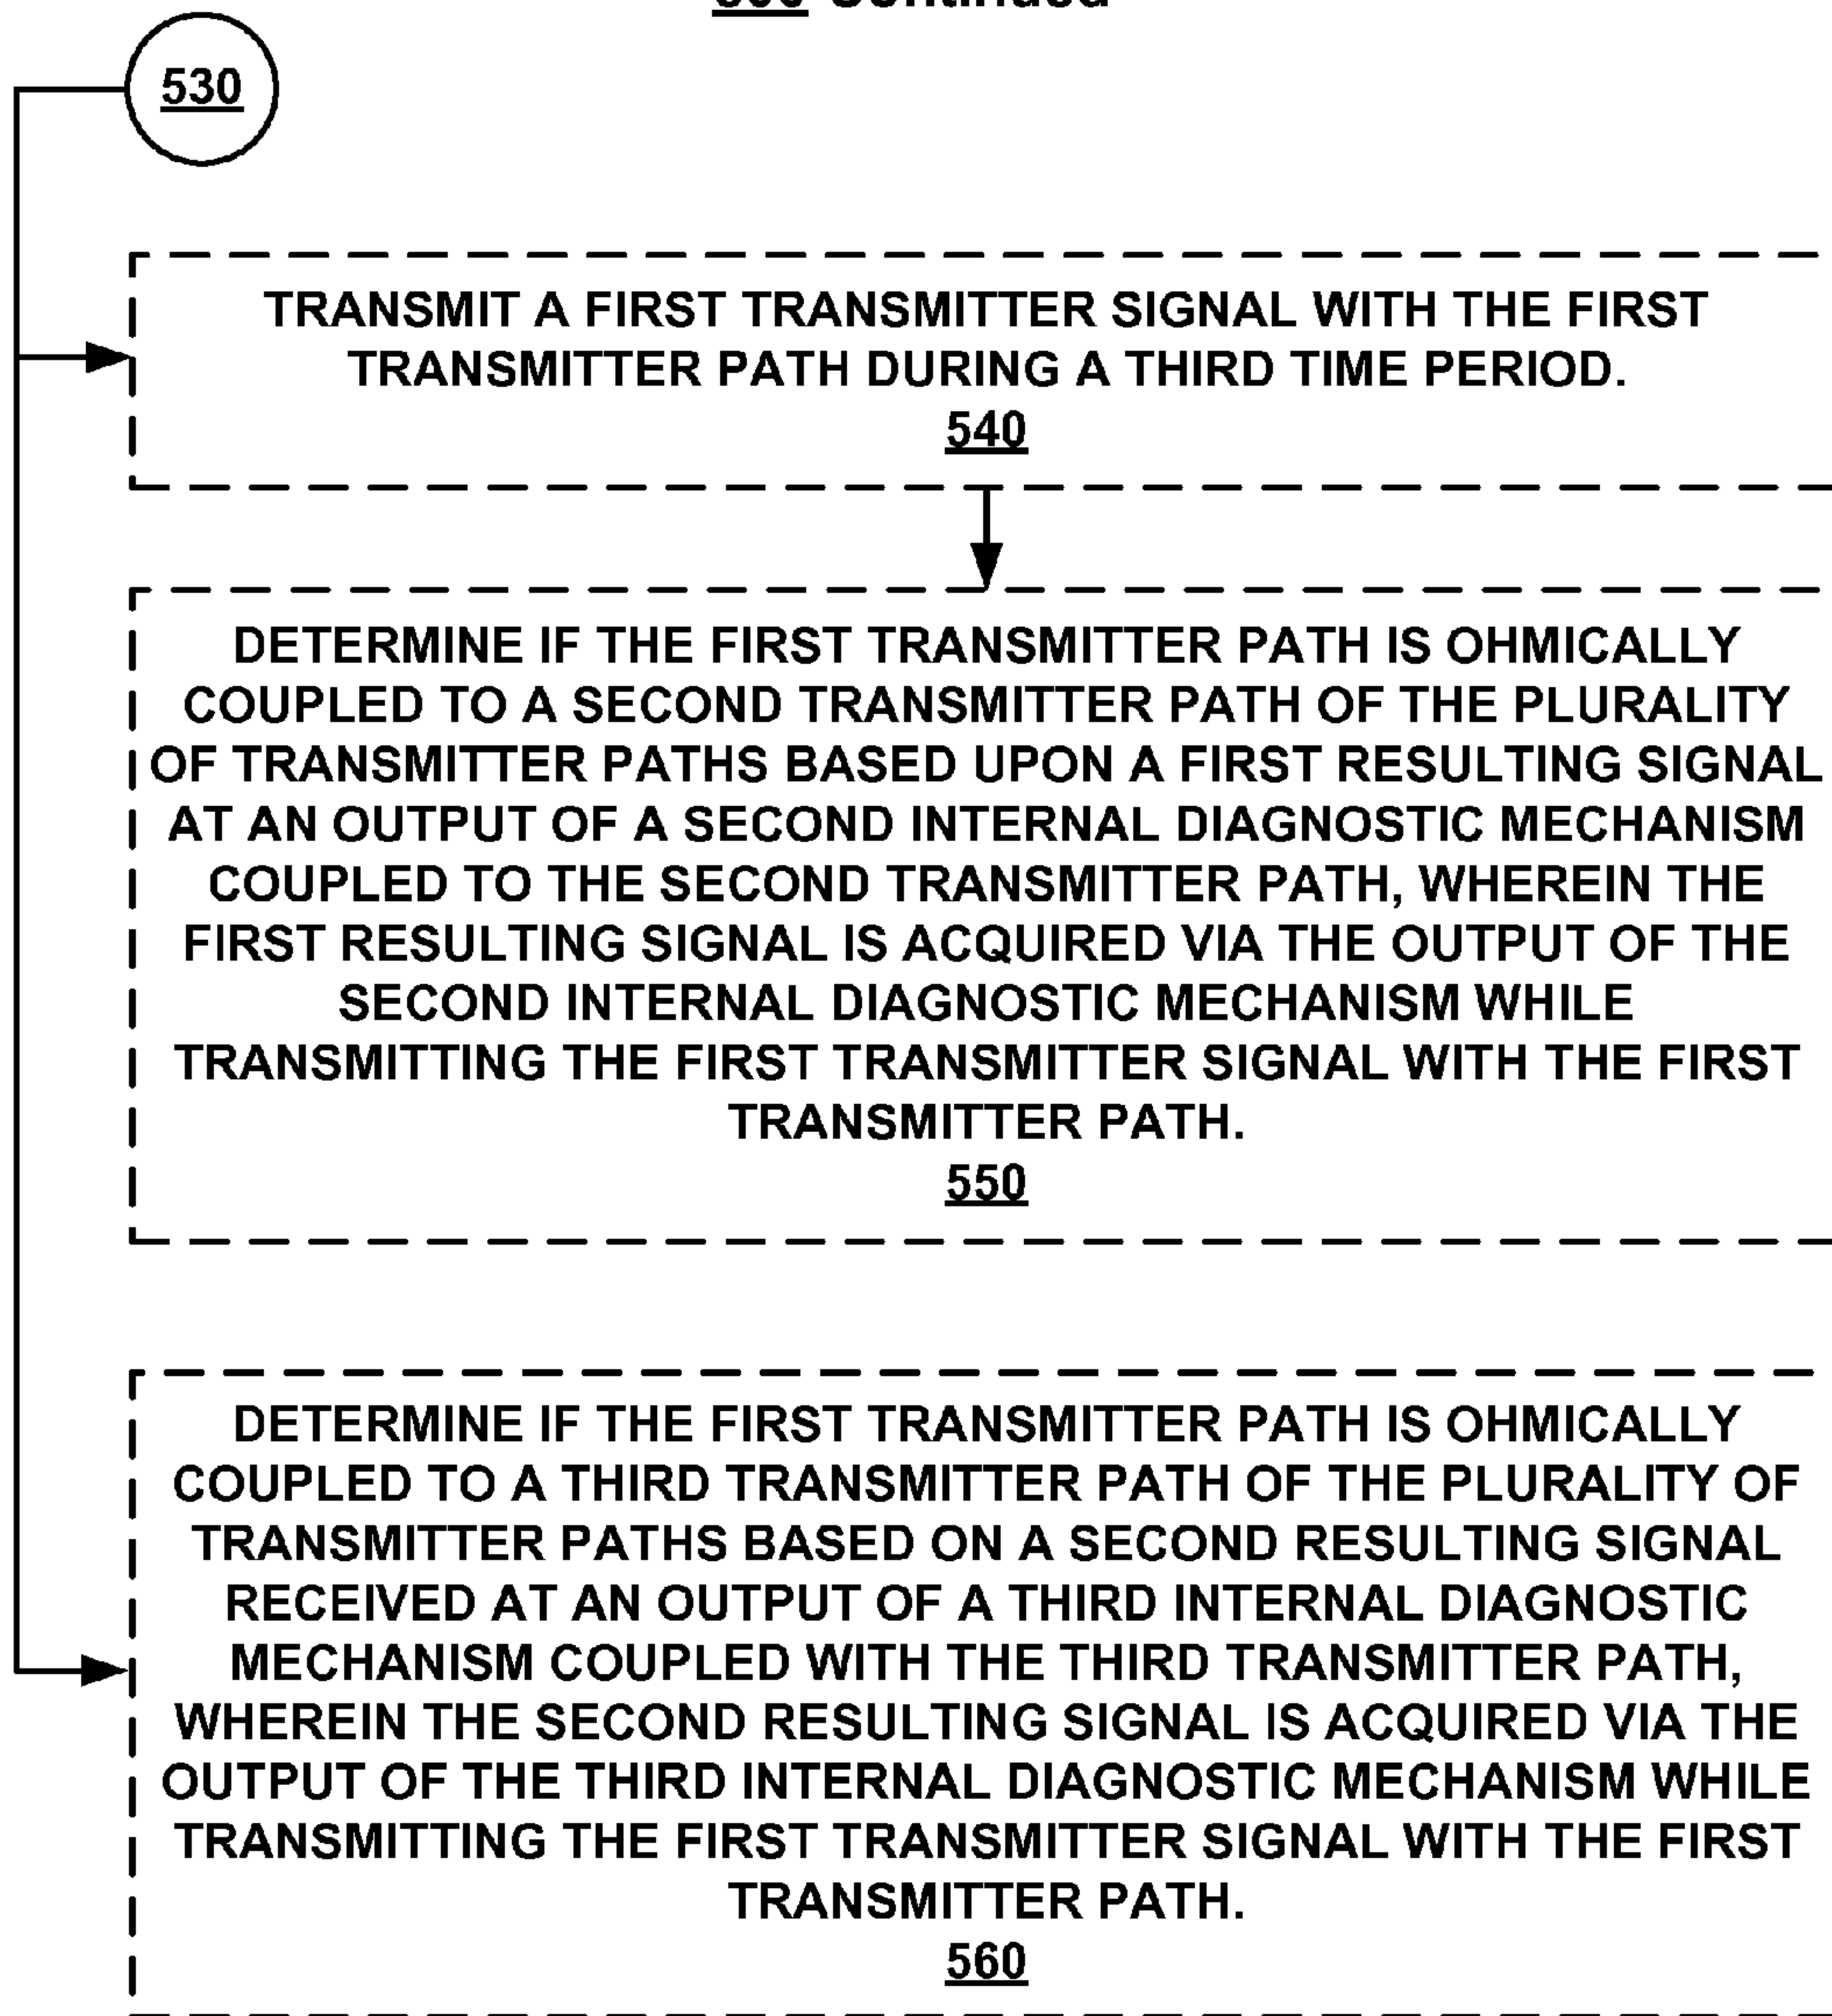 Continued
530
TRANSMIT A FIRST TRANSMITTER SIGNAL WITH THE FIRST
TRANSMITTER PATH DURING A THIRD TIME PERIOD.
540
DETERMINE IF THE FIRST TRANSMITTER PATH IS OHMICALLY
COUPLED TO A SECOND TRANSMITTER PATH OF THE PLURALITY
OF TRANSMITTER PATHS BASED UPON A FIRST RESULTING SIGNAL
AT AN OUTPUT OF A SECOND INTERNAL DIAGNOSTIC MECHANISM
COUPLED TO THE SECOND TRANSMITTER PATH, WHEREIN THE
FIRST RESULTING SIGNAL IS ACQUIRED VIA THE OUTPUT OF THE
SECOND INTERNAL DIAGNOSTIC MECHANISM WHILE
TRANSMITTING THE FIRST TRANSMITTER SIGNAL WITH THE FIRST
TRANSMITTER PATH.
550
DETERMINE IF THE FIRST TRANSMITTER PATH IS OHMICALLY
COUPLED TO A THIRD TRANSMITTER PATH OF THE PLURALITY OF
TRANSMITTER PATHS BASED ON A SECOND RESULTING SIGNAL
RECEIVED AT AN OUTPUT OF A THIRD INTERNAL DIAGNOSTIC
MECHANISM COUPLED WITH THE THIRD TRANSMITTER PATH,
WHEREIN THE SECOND RESULTING SIGNAL IS ACQUIRED VIA THE
OUTPUT OF THE THIRD INTERNAL DIAGNOSTIC MECHANISM WHILE
TRANSMITTING THE FIRST TRANSMITTER SIGNAL WITH THE FIRST
TRANSMITTER PATH.
560